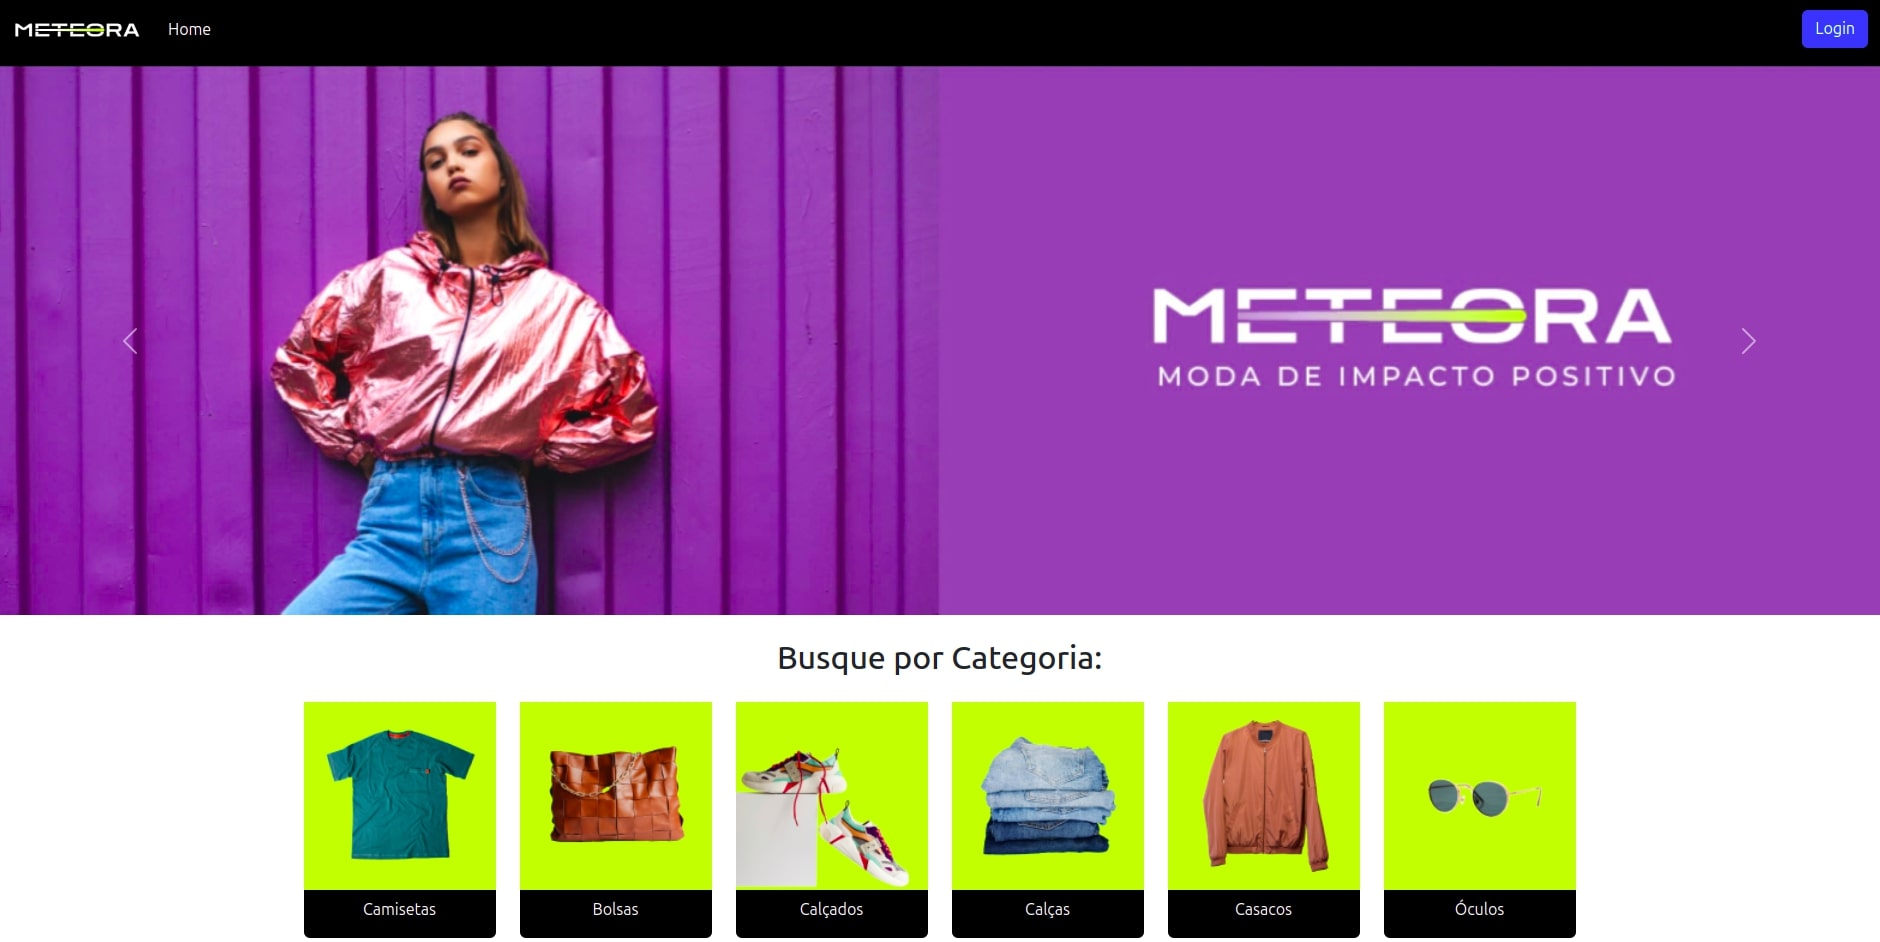 METEORA Home Login
METEORA
MODA DE IMPACTO POSITIVO
Busque por Categoria:
Camisetas Bolsas Calçados Calças Casacos Óculos